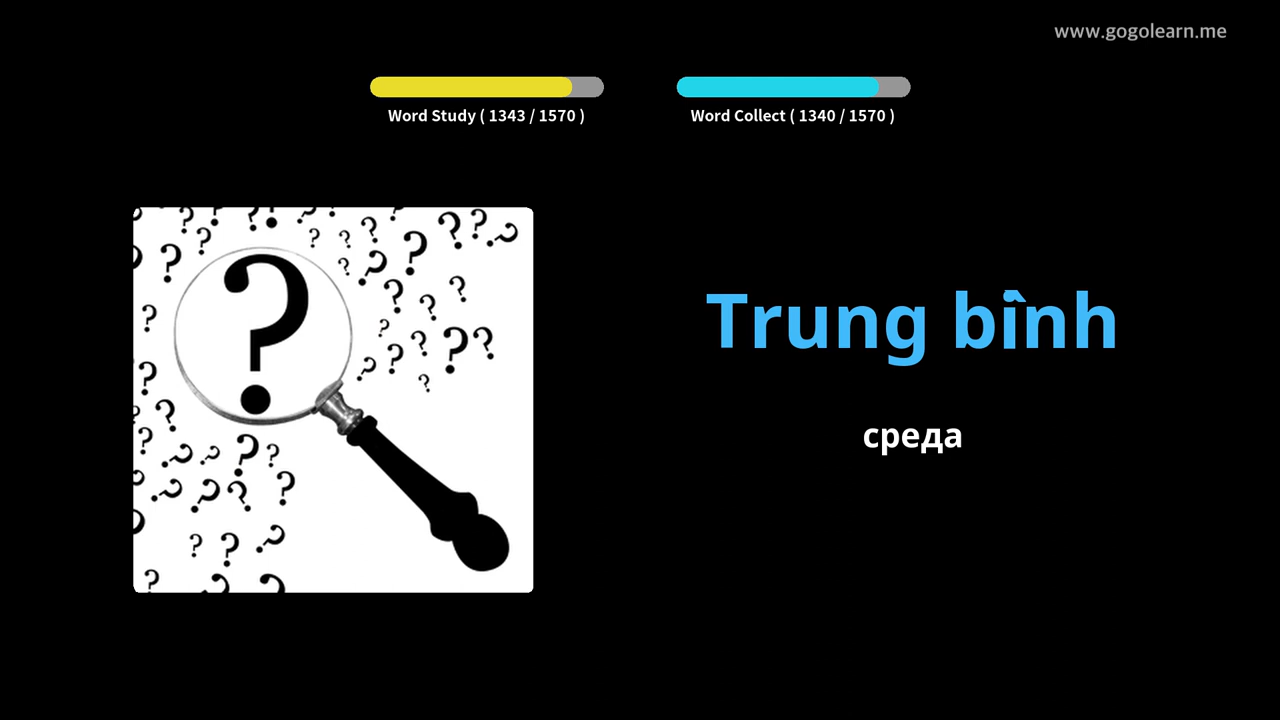 www.gogolearn.me
Word Study ( 1343 / 1570 )
Word Collect ( 1340 / 1570 )
Trung bình
среда